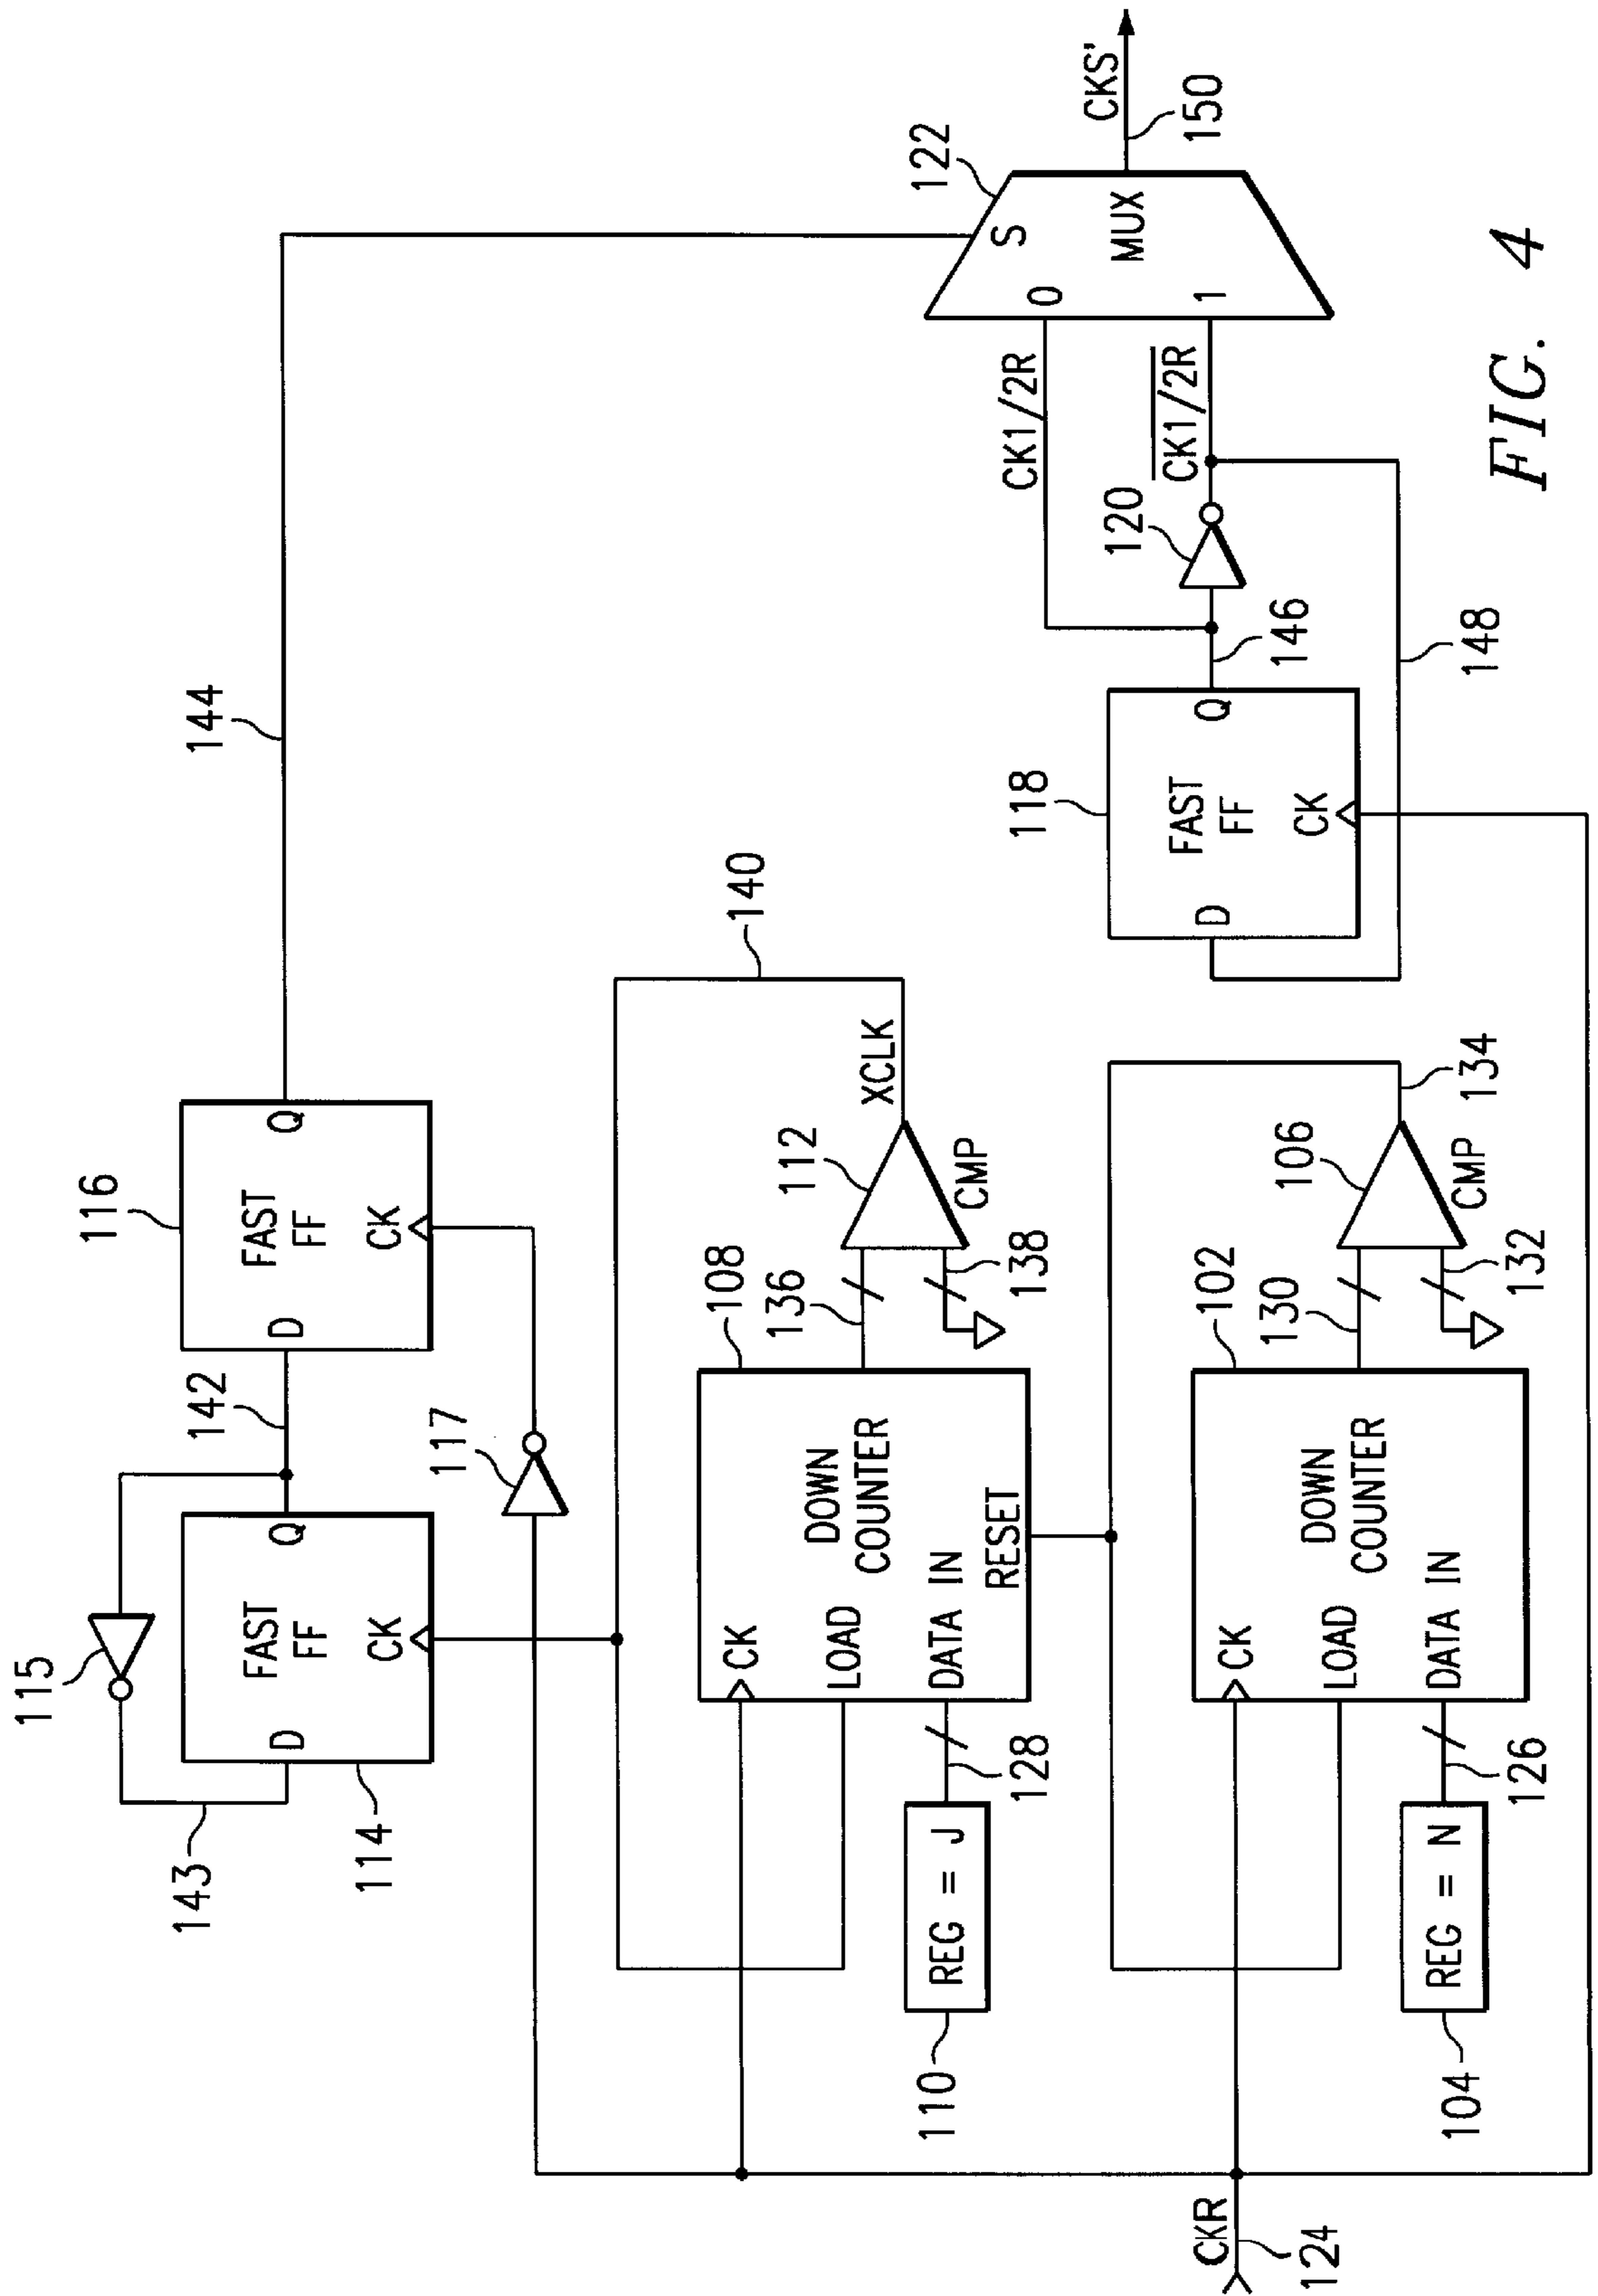 115
143
D
FAST
FF
Q
CK
114
142
116
D
FAST
FF
Q
CK
144
117
140
CK
LOAD
DATA IN
DOWN
COUNTER
RESET
108
136
138
112
CMP
XCLK
REG = J
110
128
CK
LOAD
DATA IN
DOWN
COUNTER
102
130
132
106
CMP
134
REG = N
104
126
CKR
124
118
D
FAST
FF
Q
CK
146
148
120
CK1/2R
CK1/2R
0
1
S
MUX
122
CKS'
150
FIG. 4